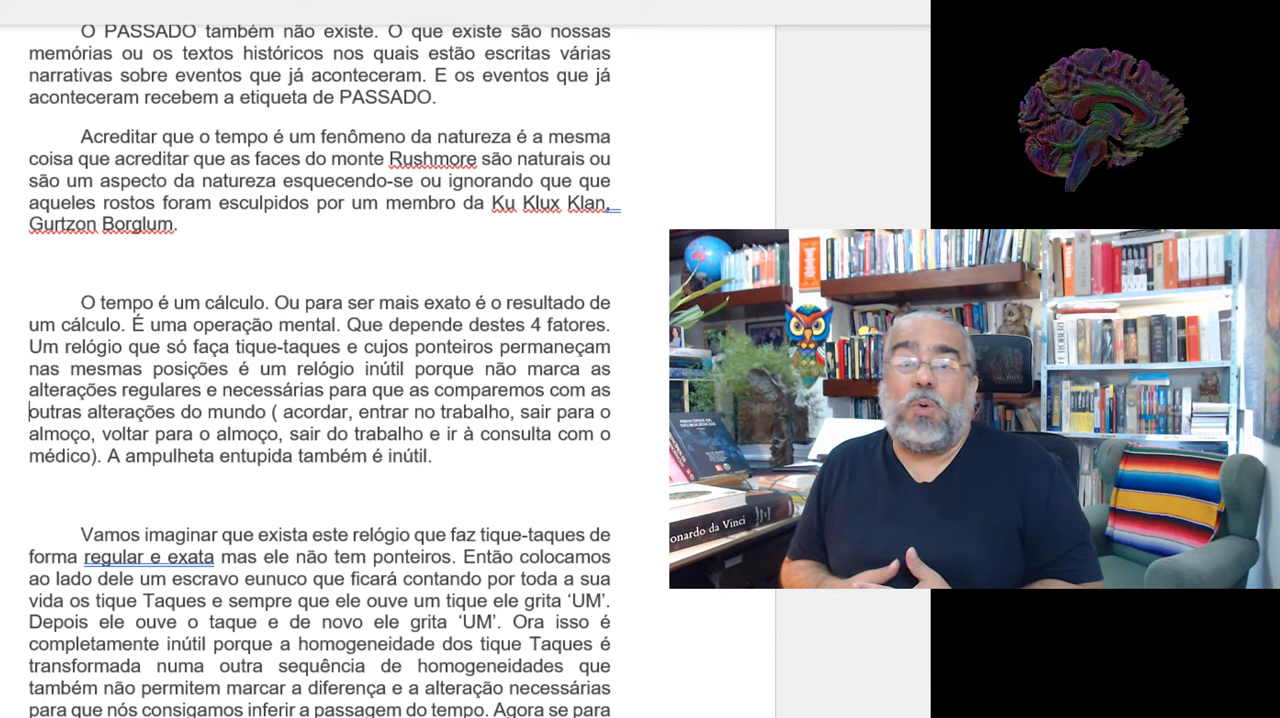 O PASSADO também não existe. O que existe são nossas
memórias ou os textos históricos nos quais estão escritas várias
narrativas sobre eventos que já aconteceram. E os eventos que já
aconteceram recebem a etiqueta de PASSADO.
Acreditar que o tempo é um fenômeno da natureza é a mesma
coisa que acreditar que as faces do monte Rushmore são naturais ou
são um aspecto da natureza esquecendo-se ou ignorando que que
aqueles rostos foram esculpidos por um membro da Ku Klux Klan,
Gurtzon Borglum.
O tempo é um cálculo. Ou para ser mais exato é o resultado de
um cálculo. É uma operação mental. Que depende destes 4 fatores.
Um relógio que só faça tique-taques e cujos ponteiros permaneçam
nas mesmas posições é um relógio inútil porque não marca as
alterações regulares e necessárias para que as comparemos com as
outras alterações do mundo ( acordar, entrar no trabalho, sair para o
almoço, voltar para o almoço, sair do trabalho e ir à consulta com o
médico). A ampulheta entupida também é inútil.
Vamos imaginar que exista este relógio que faz tique-taques de
forma regular e exata mas ele não tem ponteiros. Então colocamos
ao lado dele um escravo eunuco que ficará contando por toda a sua
vida os tique Taques e sempre que ele ouve um tique ele grita ‘UM’.
Depois ele ouve o taque e de novo ele grita ‘UM’. Ora isso é
completamente inútil porque a homogeneidade dos tique Taques é
transformada numa outra sequência de homogeneidades que
também não permitem marcar a diferença e a alteração necessárias
para que nós consigamos inferir a passagem do tempo. Agora se para
onardo da Vinci